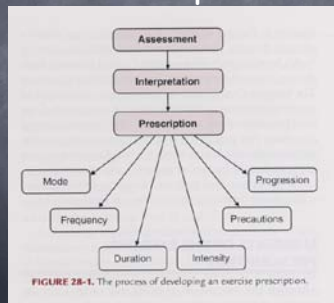 Assessment
Interpretation
Prescription
Mode
Progression
Frequency
Precautions
Duration
Intensity
FIGURE 28-1. The process of developing an exercise prescription.